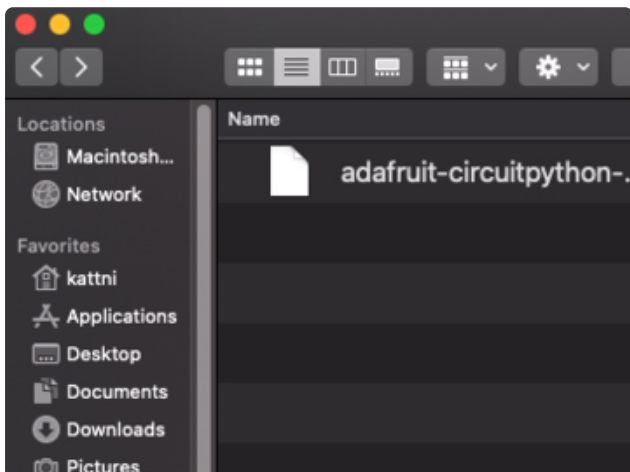 Locations
Macintosh...
Network
Favorites
kattni
Applications
Desktop
Documents
Downloads
Pictures
Name
adafruit-circuitpython-.